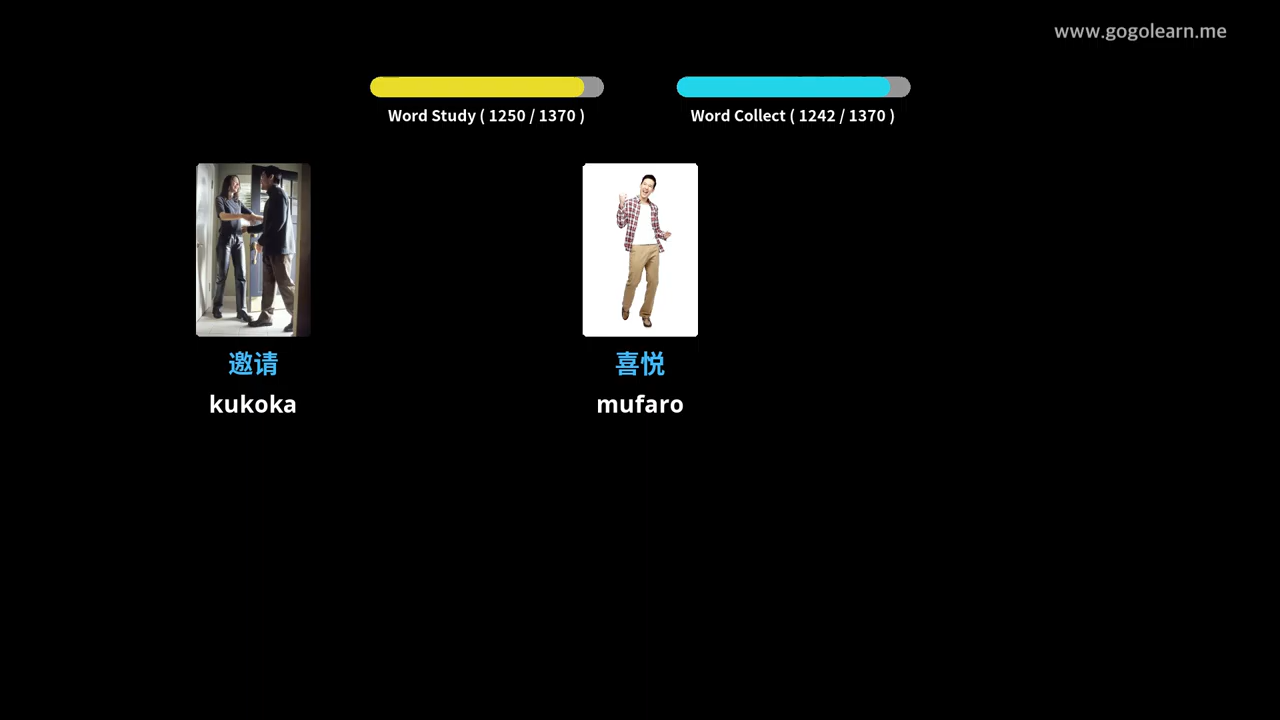 www.gogolearn.me
Word Study ( 1250 / 1370 )
Word Collect ( 1242 / 1370 )
邀请
kukoka
喜悦
mufaro